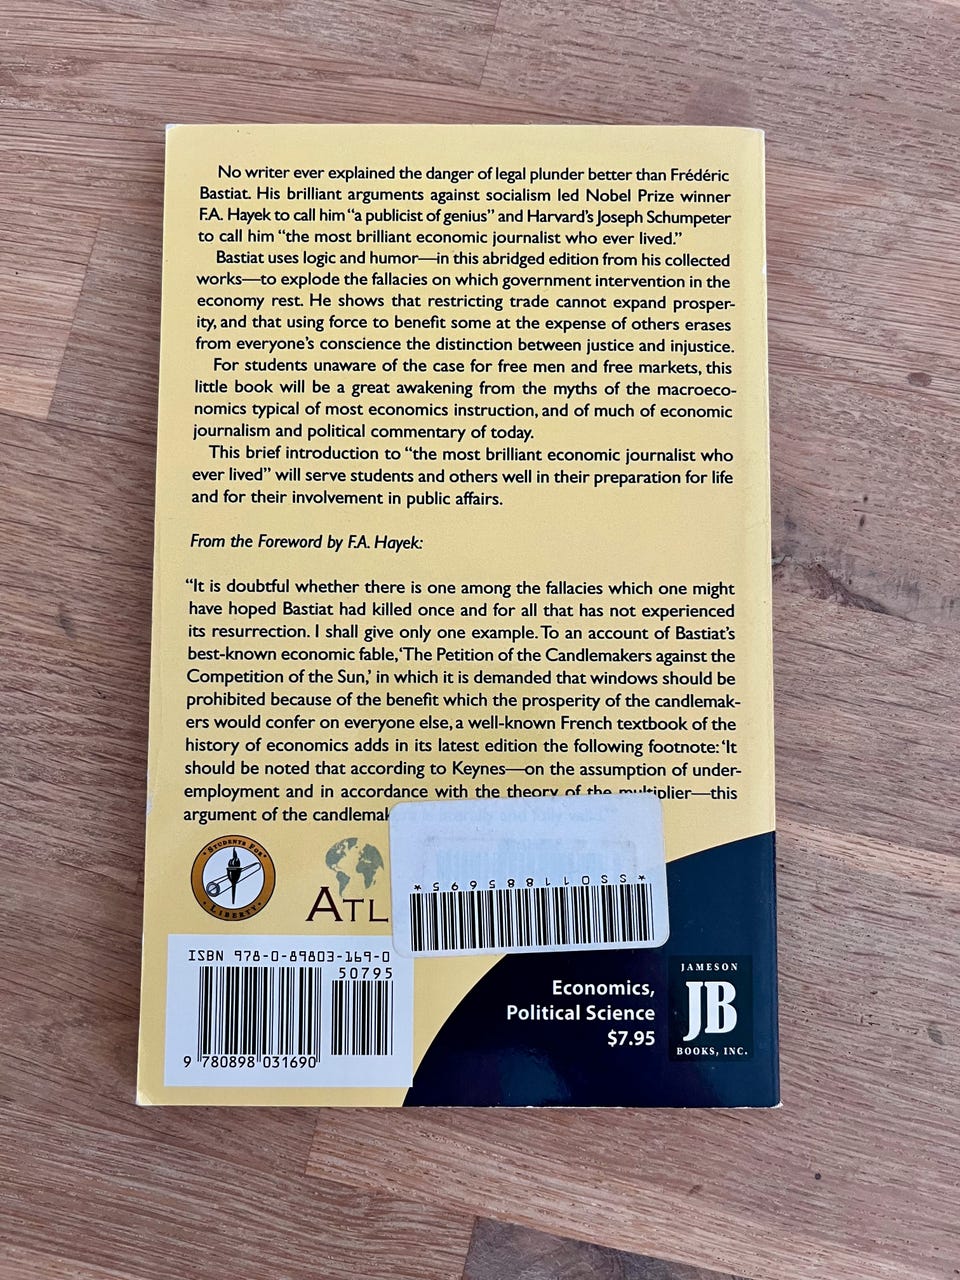 No writer ever explained the danger of legal plunder better than Frédéric
Bastiat. His brilliant arguments against socialism led Nobel Prize winner
F.A. Hayek to call him “a publicist of genius” and Harvard’s Joseph Schumpeter
to call him “the most brilliant economic journalist who ever lived.”
Bastiat uses logic and humor—in this abridged edition from his collected
works—to explode the fallacies on which government intervention in the
economy rest. He shows that restricting trade cannot expand prosper-
ity, and that using force to benefit some at the expense of others erases
from everyone’s conscience the distinction between justice and injustice.
For students unaware of the case for free men and free markets, this
little book will be a great awakening from the myths of the macroeco-
nomics typical of most economics instruction, and of much of economic
journalism and political commentary of today.
This brief introduction to “the most brilliant economic journalist who
ever lived” will serve students and others well in their preparation for life
and for their involvement in public affairs.
From the Foreword by F.A. Hayek:
“It is doubtful whether there is one among the fallacies which one might
have hoped Bastiat had killed once and for all that has not experienced
its resurrection. I shall give only one example. To an account of Bastiat’s
best-known economic fable, ‘The Petition of the Candlemakers against the
Competition of the Sun,’ in which it is demanded that windows should be
prohibited because of the benefit which the prosperity of the candlemak-
ers would confer on everyone else, a well-known French textbook of the
history of economics adds in its latest edition the following footnote: ‘It
should be noted that according to Keynes—on the assumption of under-
employment and in accordance with the theory of the multiplier—this
argument of the candlemak
STUDENTS FOR
LIBERTY
ATL
*SS0118856965*
ISBN 978-0-89803-169-0
50795
9 780898 031690
Economics,
Political Science
$7.95
JAMESON
JB
BOOKS, INC.